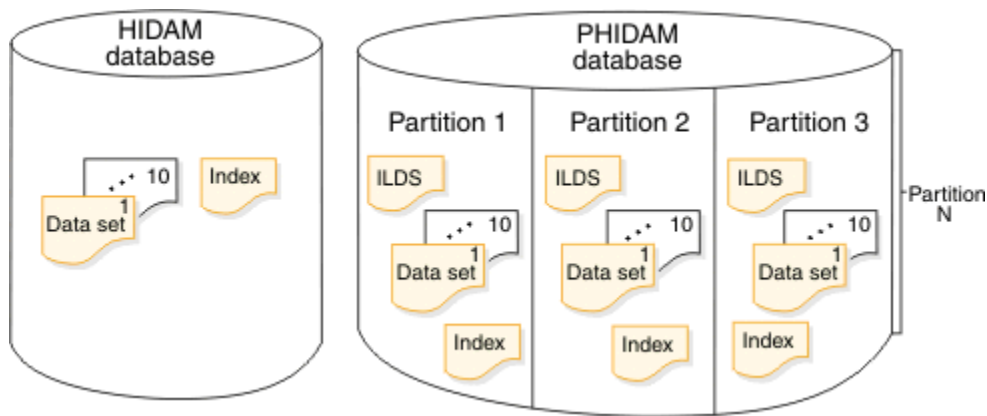 HIDAM
database
10
1
Data set
Index
PHIDAM
database
Partition 1
Partition 2
Partition 3
ILDS
ILDS
ILDS
10
10
10
1
1
1
Data set
Data set
Data set
Index
Index
Index
Partition
N